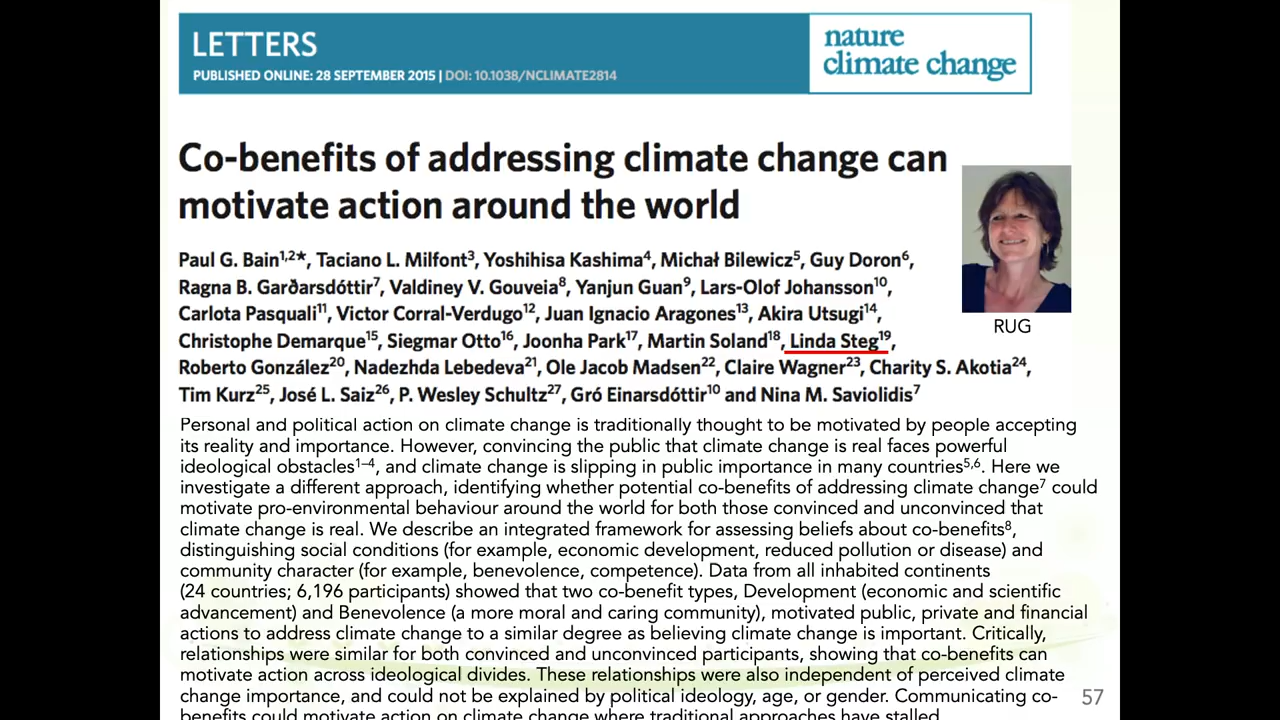 LETTERS
PUBLISHED ONLINE: 28 SEPTEMBER 2015 | DOI: 10.1038/NCLIMATE2814
nature
climate change
Co-benefits of addressing climate change can
motivate action around the world
Paul G. Bain1,2*, Taciano L. Milfont3, Yoshihisa Kashima4, Michał Bilewicz5, Guy Doron6,
Ragna B. Garðarsdóttir7, Valdiney V. Gouveia8, Yanjun Guan9, Lars-Olof Johansson10,
Carlota Pasquali11, Victor Corral-Verdugo12, Juan Ignacio Aragones13, Akira Utsugi14,
Christophe Demarque15, Siegmar Otto16, Joonha Park17, Martin Soland18, Linda Steg19,
Roberto González20, Nadezhda Lebedeva21, Ole Jacob Madsen22, Claire Wagner23, Charity S. Akotia24,
Tim Kurz25, José L. Saiz26, P. Wesley Schultz27, Gró Einarsdóttir10 and Nina M. Saviolidis7
RUG
Personal and political action on climate change is traditionally thought to be motivated by people accepting
its reality and importance. However, convincing the public that climate change is real faces powerful
ideological obstacles1–4, and climate change is slipping in public importance in many countries5,6. Here we
investigate a different approach, identifying whether potential co-benefits of addressing climate change7 could
motivate pro-environmental behaviour around the world for both those convinced and unconvinced that
climate change is real. We describe an integrated framework for assessing beliefs about co-benefits8,
distinguishing social conditions (for example, economic development, reduced pollution or disease) and
community character (for example, benevolence, competence). Data from all inhabited continents
(24 countries; 6,196 participants) showed that two co-benefit types, Development (economic and scientific
advancement) and Benevolence (a more moral and caring community), motivated public, private and financial
actions to address climate change to a similar degree as believing climate change is important. Critically,
relationships were similar for both convinced and unconvinced participants, showing that co-benefits can
motivate action across ideological divides. These relationships were also independent of perceived climate
change importance, and could not be explained by political ideology, age, or gender. Communicating co-
benefits could motivate action on climate change where traditional approaches have stalled.
57